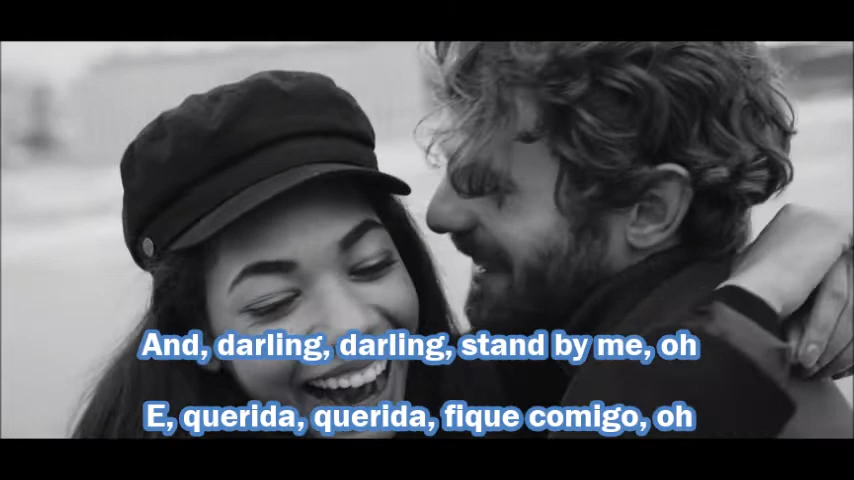 And, darling, darling, stand by me, oh
E, querida, querida, fique comigo, oh